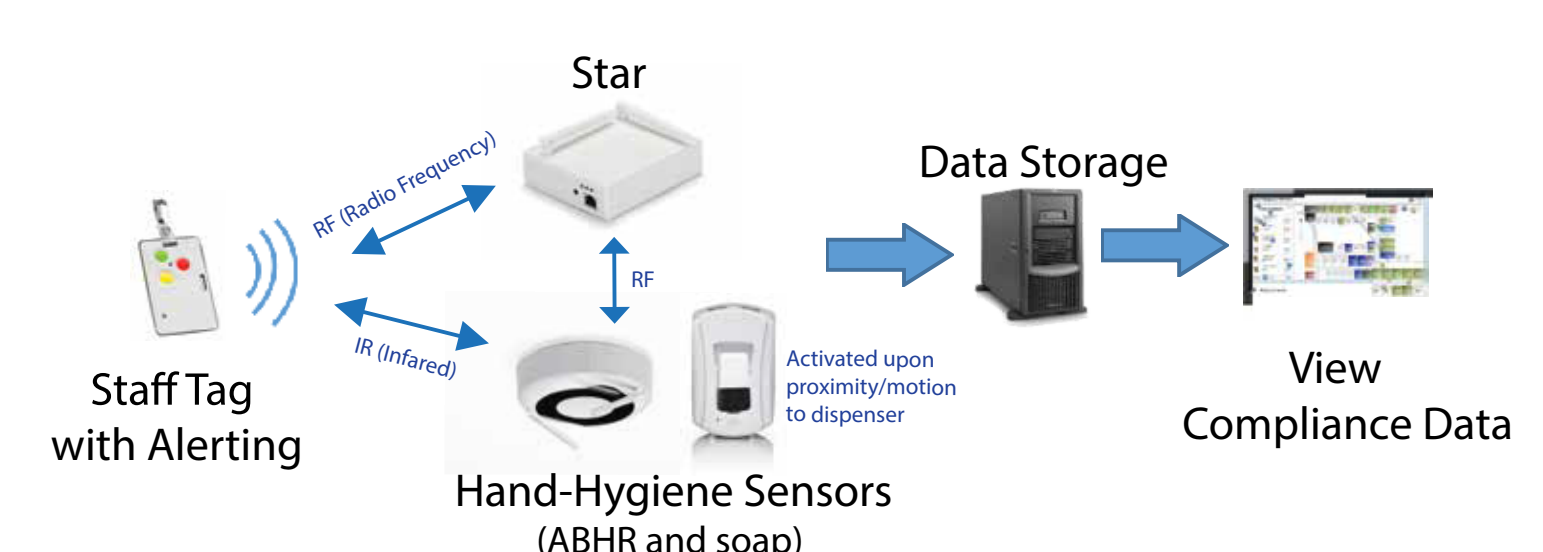 Star
RF (Radio Frequency)
Data Storage
RF
IR (Infared)
Activated upon
proximity/motion
to dispenser
Staff Tag
with Alerting
View
Compliance Data
Hand-Hygiene Sensors
(ABHR and soap)